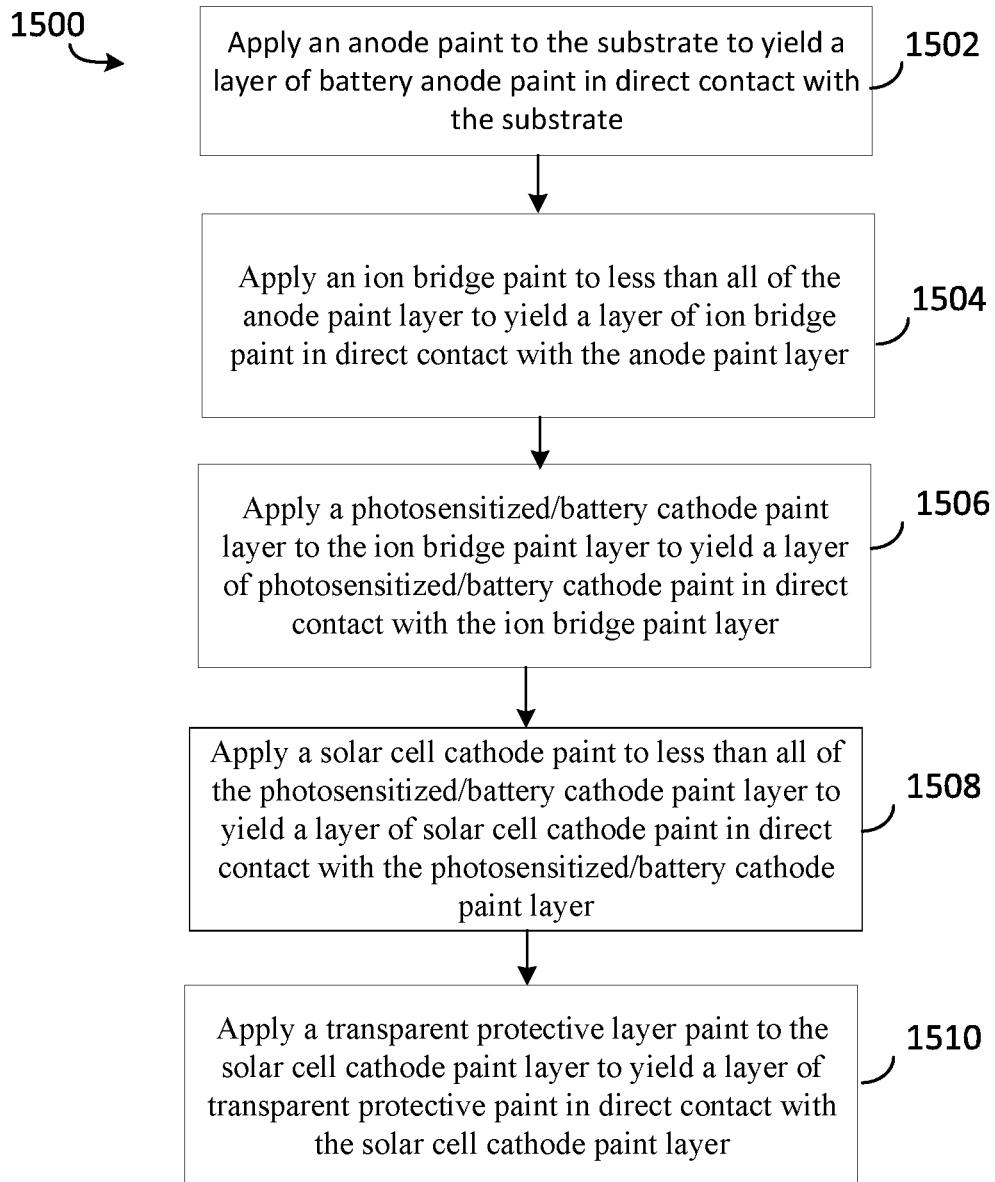 1500
Apply an anode paint to the substrate to yield a
layer of battery anode paint in direct contact with
the substrate
1502
Apply an ion bridge paint to less than all of the
anode paint layer to yield a layer of ion bridge
paint in direct contact with the anode paint layer
1504
Apply a photosensitized/battery cathode paint
layer to the ion bridge paint layer to yield a layer
of photosensitized/battery cathode paint in direct
contact with the ion bridge paint layer
1506
Apply a solar cell cathode paint to less than all of
the photosensitized/battery cathode paint layer to
yield a layer of solar cell cathode paint in direct
contact with the photosensitized/battery cathode
paint layer
1508
Apply a transparent protective layer paint to the
solar cell cathode paint layer to yield a layer of
transparent protective paint in direct contact with
the solar cell cathode paint layer
1510